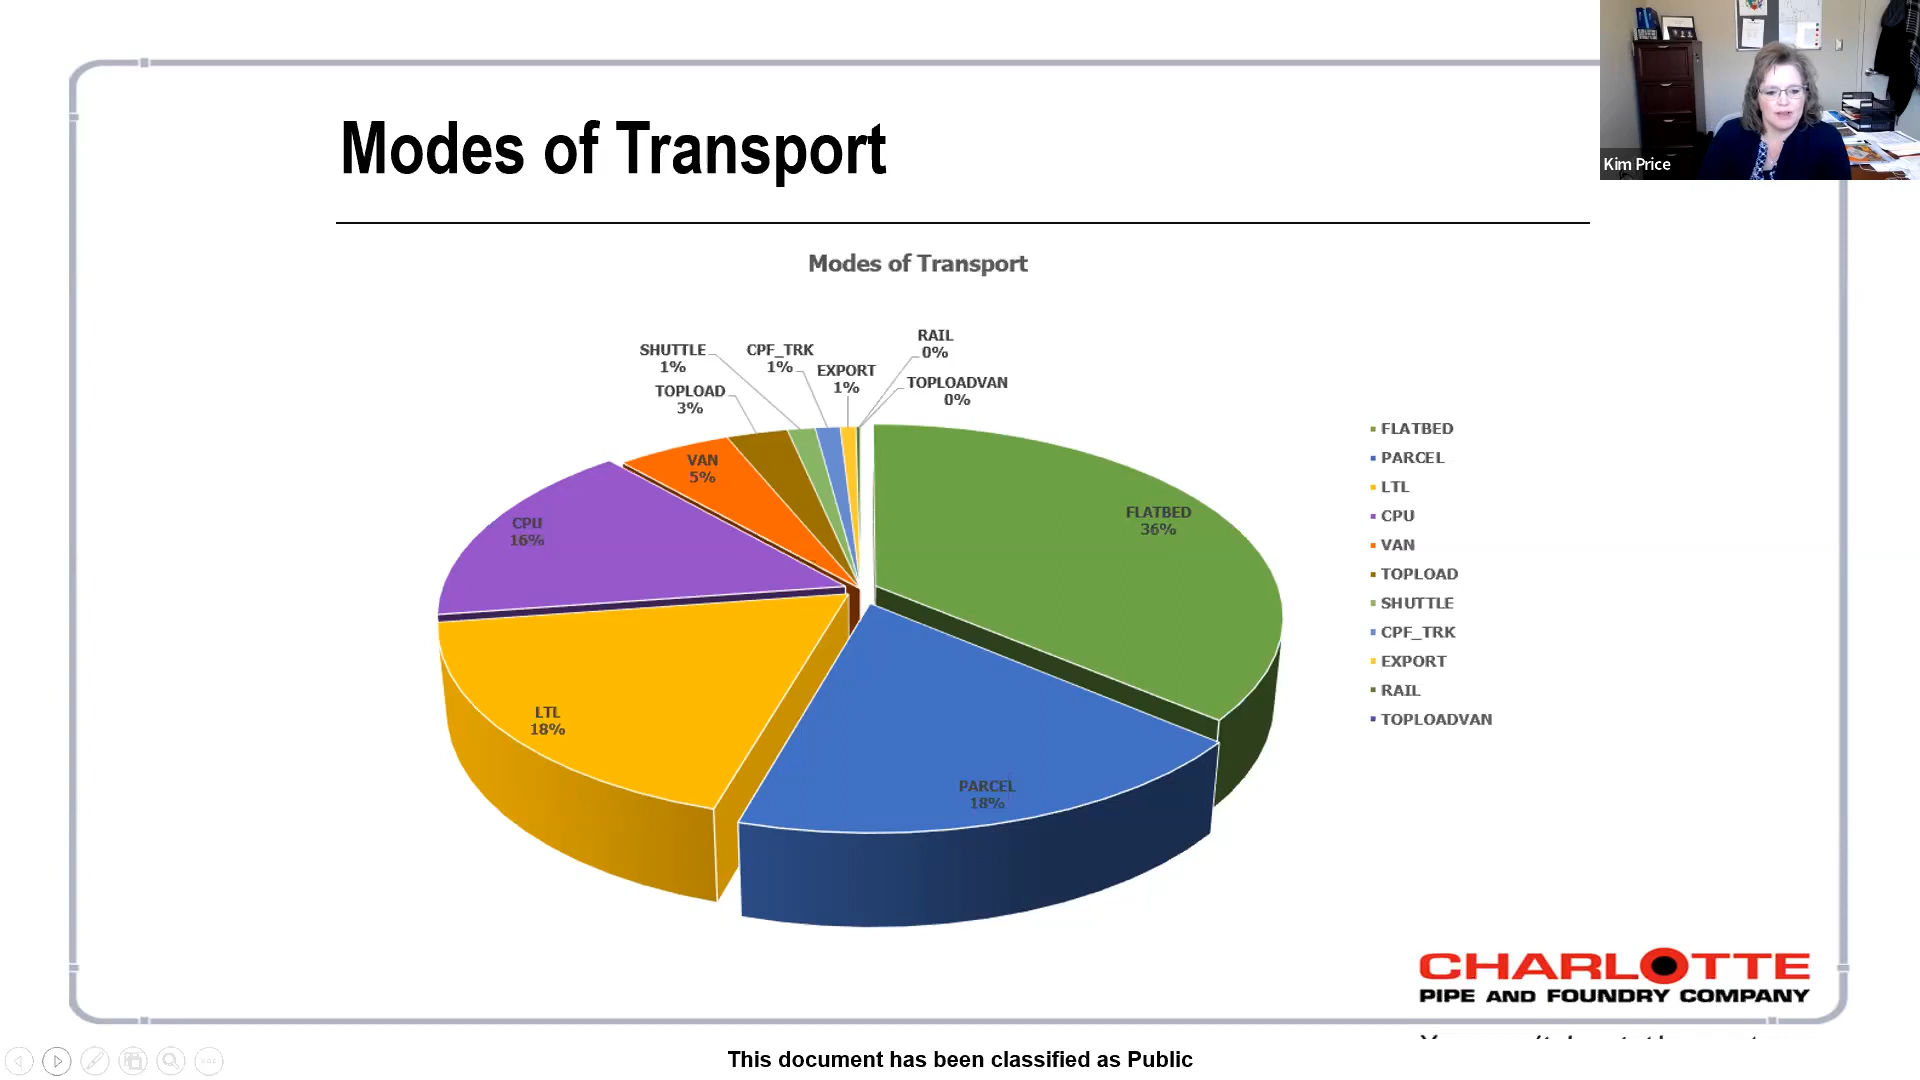 Kim Price
Modes of Transport
Modes of Transport
RAIL
0%
SHUTTLE
1%
CPF_TRK
1%
EXPORT
1%
TOPLOADVAN
0%
TOPLOAD
3%
VAN
5%
FLATBED
36%
CPU
16%
LTL
18%
PARCEL
18%
FLATBED
PARCEL
LTL
CPU
VAN
TOPLOAD
SHUTTLE
CPF_TRK
EXPORT
RAIL
TOPLOADVAN
CHARLOTTE
PIPE AND FOUNDRY COMPANY
This document has been classified as Public